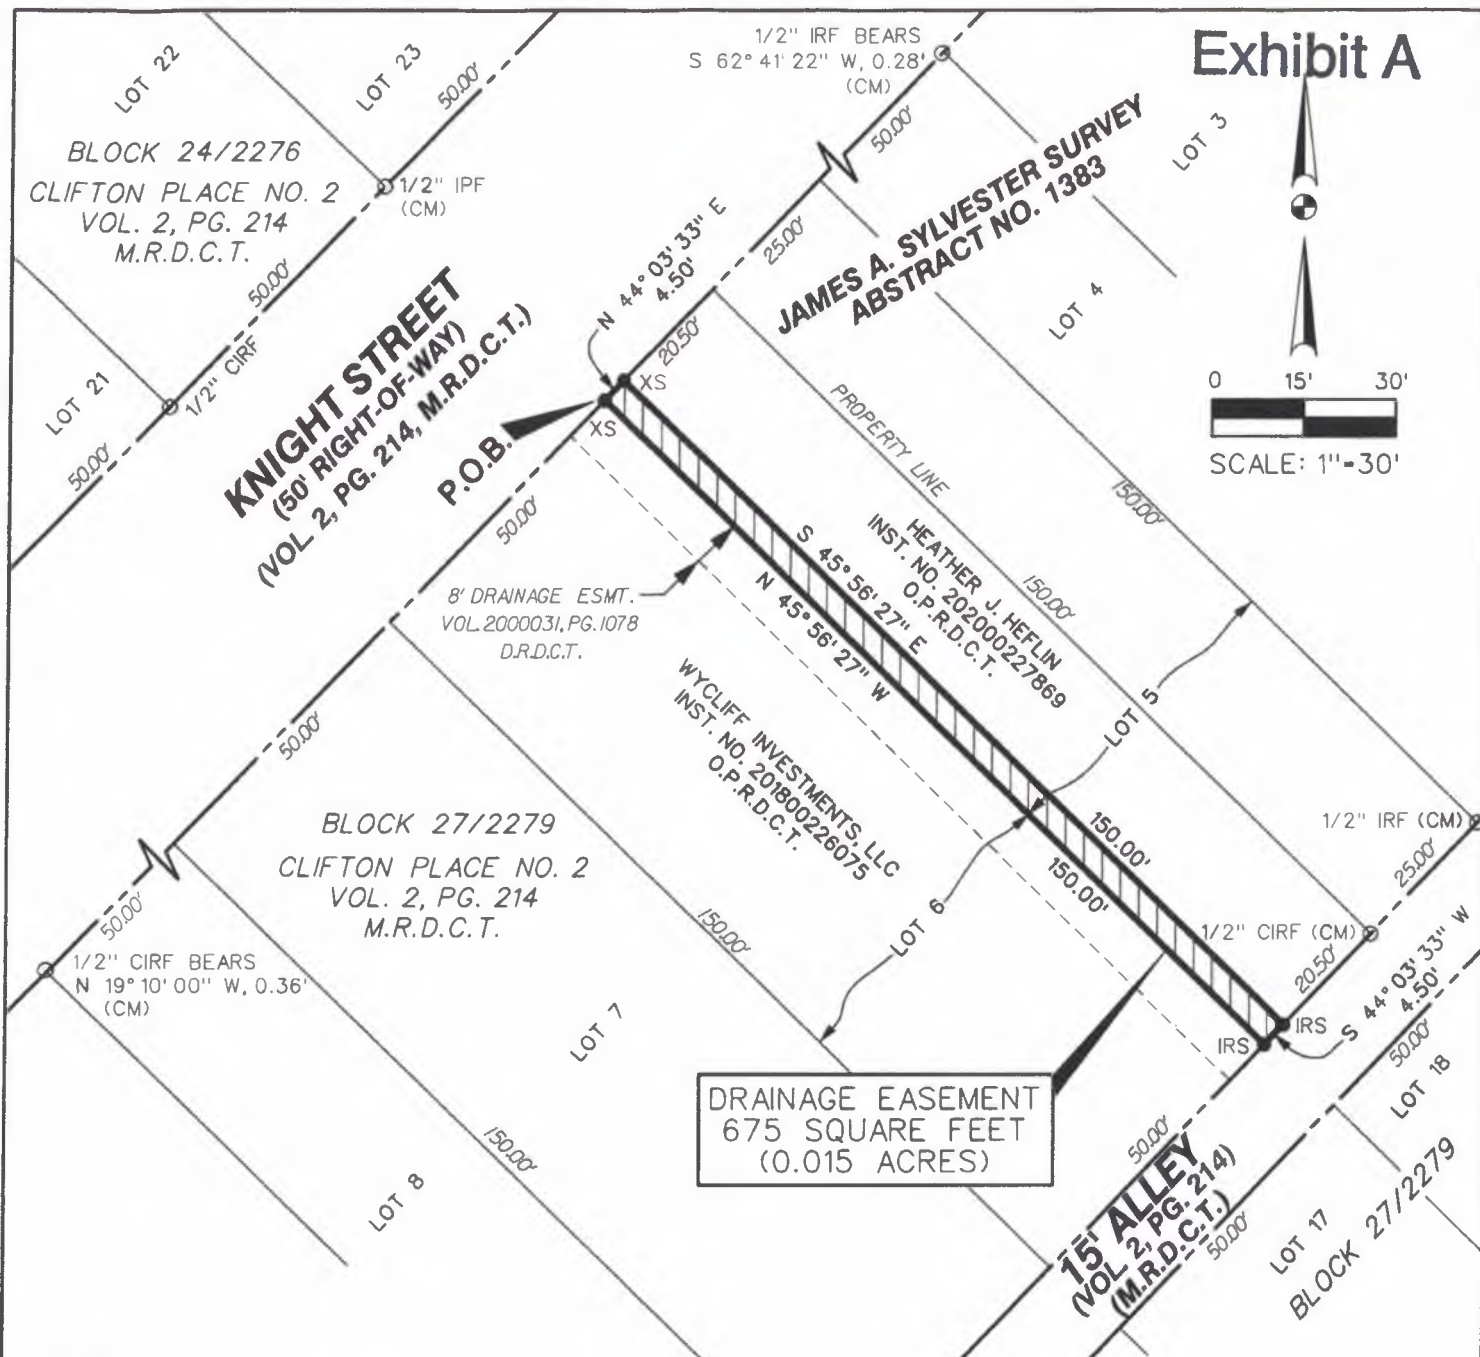 Exhibit A
1/2" IRF BEARS
S 62° 41' 22" W, 0.28'
(CM)
LOT 22
LOT 23
50.00'
BLOCK 24/2276
CLIFTON PLACE NO. 2
VOL. 2, PG. 214
M.R.D.C.T.
1/2" IPF
(CM)
50.00'
1/2" CIRF
LOT 21
50.00'
50.00'
LOT 3
JAMES A. SYLVESTER SURVEY
ABSTRACT NO. 1383
25.00'
LOT 4
N 44° 03' 33" E
4.50'
20.50'
KNIGHT STREET
(50' RIGHT-OF-WAY)
(VOL. 2, PG. 214, M.R.D.C.T.)
P.O.B.
XS
XS
0 15' 30'
SCALE: 1"-30'
PROPERTY LINE
150.00'
50.00'
8' DRAINAGE ESMT.
VOL.2000031, PG.1078
D.R.D.C.T.
S 45° 56' 27" E
N 45° 56' 27" W
HEATHER J. HEFLIN
INST. NO. 202000227869
O.P.R.D.C.T.
150.00'
WYCLIFF INVESTMENTS, LLC
INST. NO. 201800226075
O.P.R.D.C.T.
LOT 5
50.00'
BLOCK 27/2279
CLIFTON PLACE NO. 2
VOL. 2, PG. 214
M.R.D.C.T.
150.00'
150.00'
1/2" IRF (CM)
25.00'
LOT 6
150.00'
50.00'
1/2" CIRF BEARS
N 19° 10' 00" W, 0.36'
(CM)
1/2" CIRF (CM)
20.50'
S 44° 03' 33" W
4.50'
IRS
IRS
LOT 7
50.00'
LOT 18
DRAINAGE EASEMENT
675 SQUARE FEET
(0.015 ACRES)
150.00'
LOT 8
50.00'
15' ALLEY
(VOL 2, PG. 214)
(M.R.D.C.T.)
50.00'
LOT 17
BLOCK 27/2279